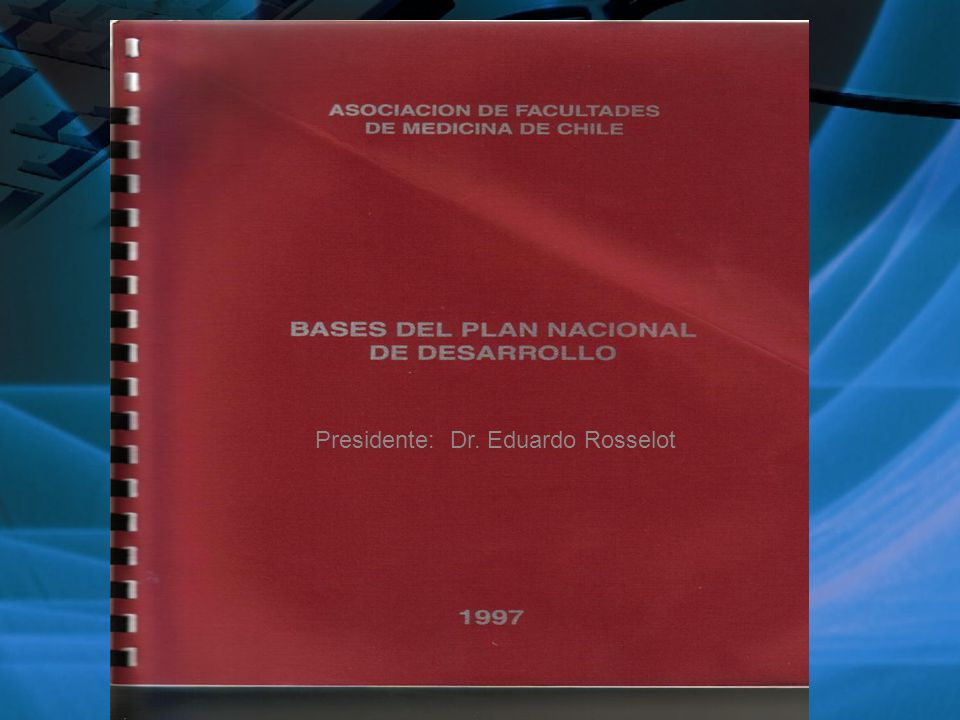 ASOCIACION DE FACULTADES
DE MEDICINA DE CHILE
BASES DEL PLAN NACIONAL
DE DESARROLLO
Presidente: Dr. Eduardo Rosselot
1997